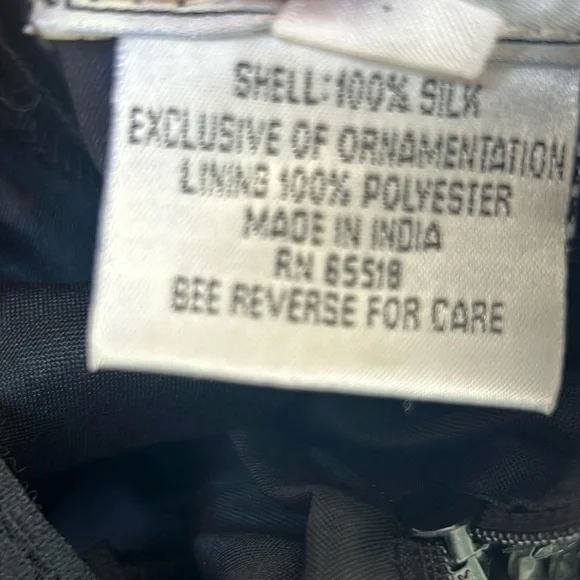 SHELL: 100% SILK
EXCLUSIVE OF ORNAMENTATION
LINING 100% POLYESTER
MADE IN INDIA
RN 65518
SEE REVERSE FOR CARE